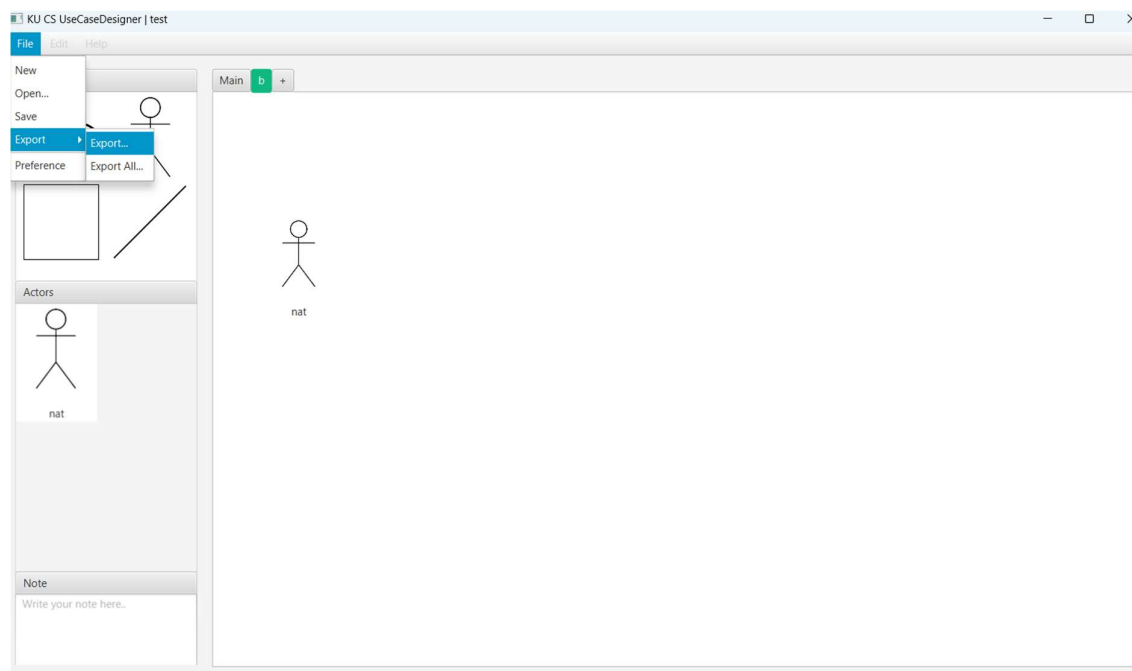 KU CS UseCaseDesigner | test
File Edit Help
New
Open...
Save
Export
Preference
Export...
Export All...
Main b +
nat
Actors
nat
Note
Write your note here..